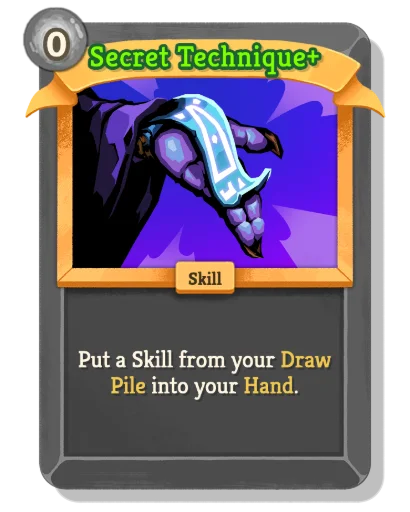 0
Secret Technique+
Skill
Put a Skill from your Draw
Pile into your Hand.